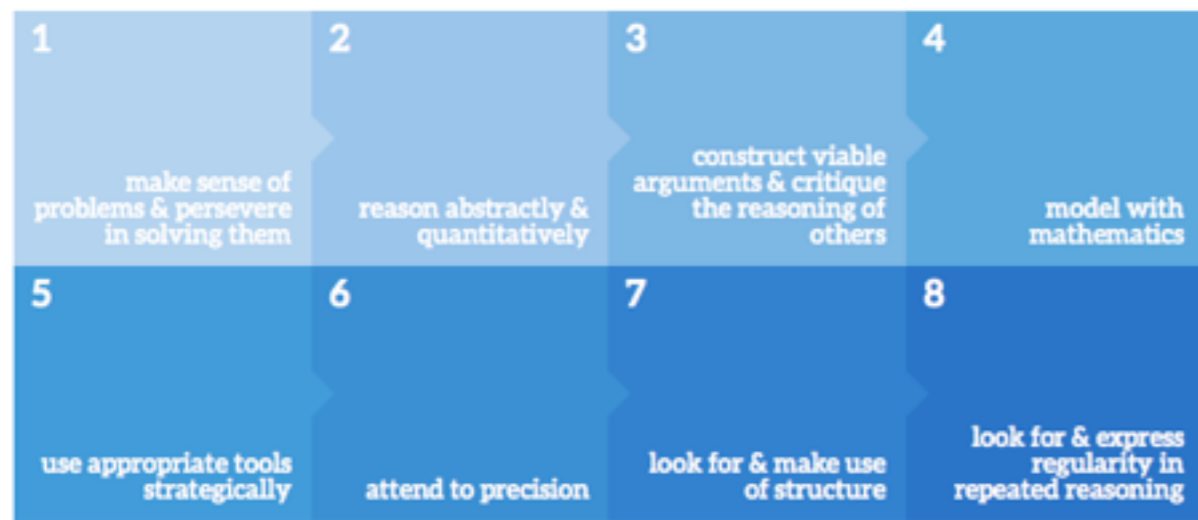 1
make sense of
problems & persevere
in solving them
2
reason abstractly &
quantitatively
3
construct viable
arguments & critique
the reasoning of
others
4
model with
mathematics
5
use appropriate tools
strategically
6
attend to precision
7
look for & make use
of structure
8
look for & express
regularity in
repeated reasoning